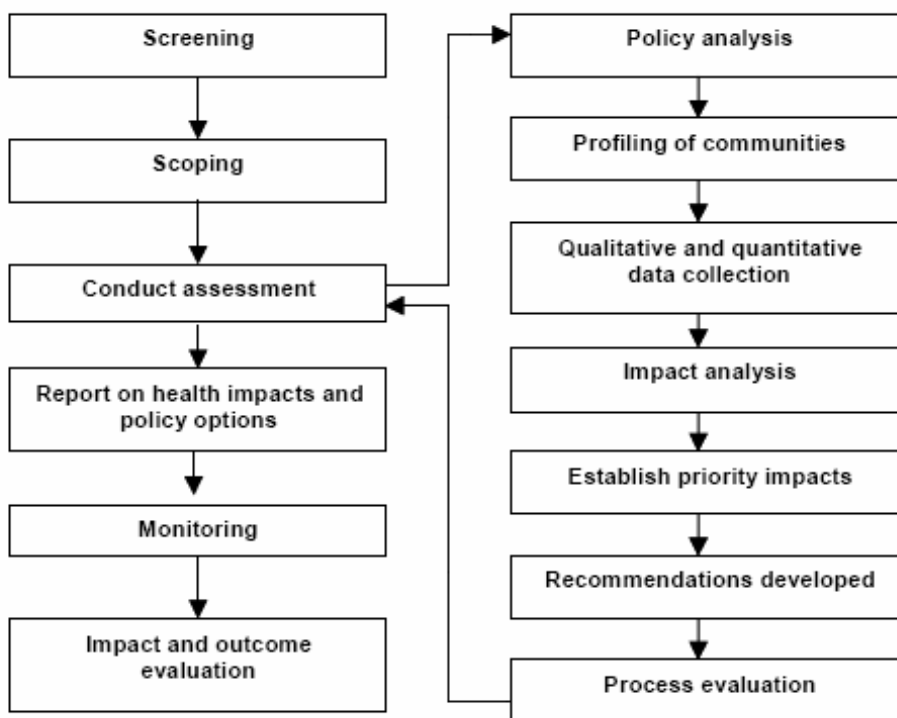 Screening
Scoping
Conduct assessment
Report on health impacts and
policy options
Monitoring
Impact and outcome
evaluation
Policy analysis
Profiling of communities
Qualitative and quantitative
data collection
Impact analysis
Establish priority impacts
Recommendations developed
Process evaluation